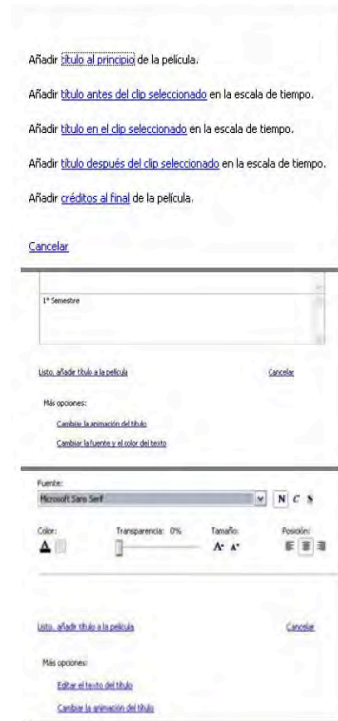 Añadir título al principio de la película.
Añadir título antes del clip seleccionado en la escala de tiempo.
Añadir título en el clip seleccionado en la escala de tiempo.
Añadir título después del clip seleccionado en la escala de tiempo.
Añadir créditos al final de la película.
Cancelar
1º Semestre
Listo, añadir título a la película Cancelar
Más opciones:
Cambiar la animación del título
Cambiar la fuente y el color del texto
Fuente:
Microsoft Sans Serif N C S
Color: Transparencia: 0% Tamaño: Posición:
A A A
Listo, añadir título a la película Cancelar
Más opciones:
Editar el texto del título
Cambiar la animación del título